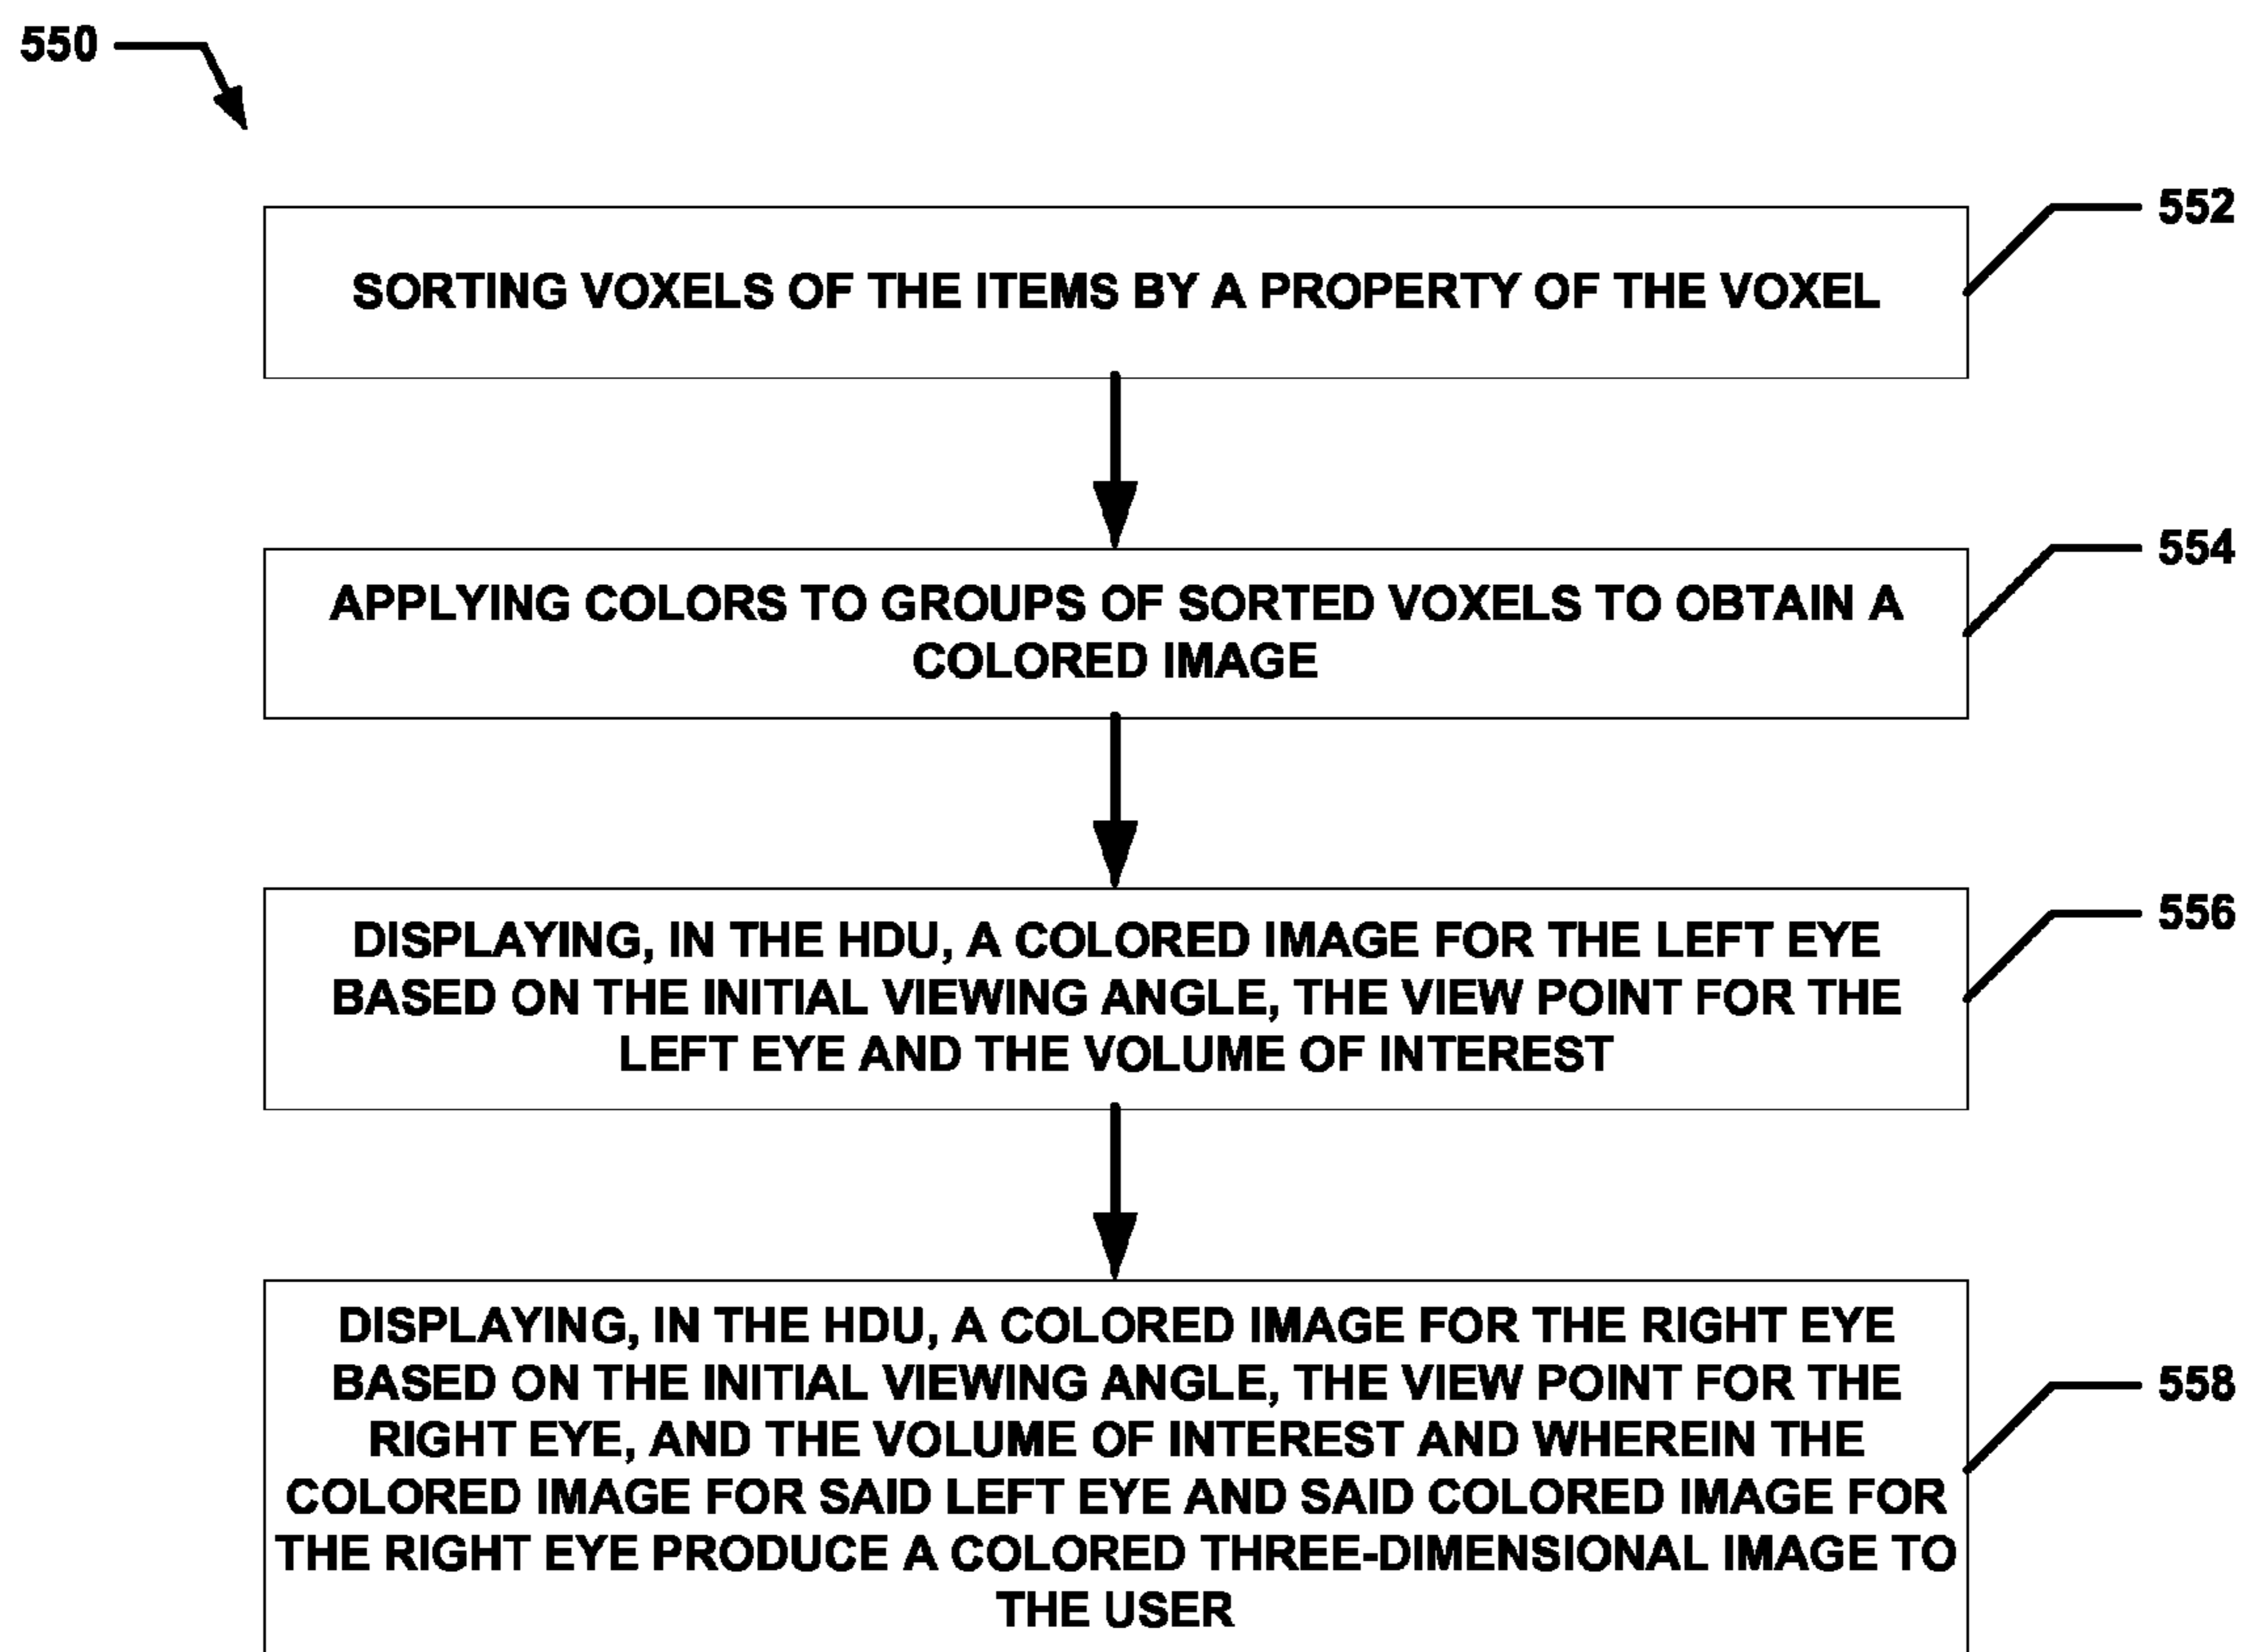 550
552
SORTING VOXELS OF THE ITEMS BY A PROPERTY OF THE VOXEL
554
APPLYING COLORS TO GROUPS OF SORTED VOXELS TO OBTAIN A
COLORED IMAGE
556
DISPLAYING, IN THE HDU, A COLORED IMAGE FOR THE LEFT EYE
BASED ON THE INITIAL VIEWING ANGLE, THE VIEW POINT FOR THE
LEFT EYE AND THE VOLUME OF INTEREST
558
DISPLAYING, IN THE HDU, A COLORED IMAGE FOR THE RIGHT EYE
BASED ON THE INITIAL VIEWING ANGLE, THE VIEW POINT FOR THE
RIGHT EYE, AND THE VOLUME OF INTEREST AND WHEREIN THE
COLORED IMAGE FOR SAID LEFT EYE AND SAID COLORED IMAGE FOR
THE RIGHT EYE PRODUCE A COLORED THREE-DIMENSIONAL IMAGE TO
THE USER